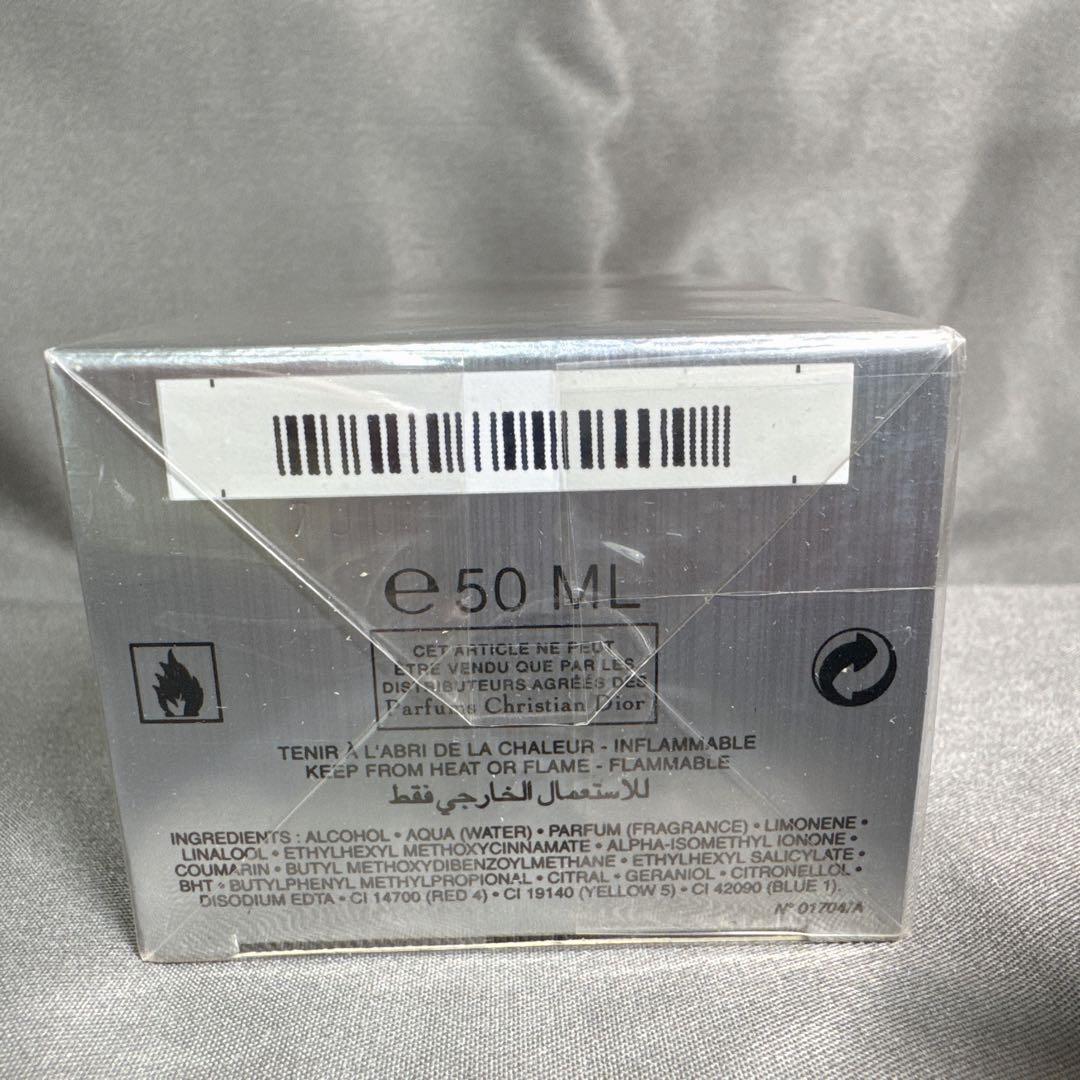 ℮ 50 ML
CET ARTICLE NE PEUT
ETRE VENDU QUE PAR LES
DISTRIBUTEURS AGRÉÉS DES
Parfums Christian Dior
TENIR À L'ABRI DE LA CHALEUR - INFLAMMABLE
KEEP FROM HEAT OR FLAME - FLAMMABLE
للاستعمال الخارجي فقط
INGREDIENTS : ALCOHOL • AQUA (WATER) • PARFUM (FRAGRANCE) • LIMONENE •
LINALOOL • ETHYLHEXYL METHOXYCINNAMATE • ALPHA-ISOMETHYL IONONE •
COUMARIN • BUTYL METHOXYDIBENZOYLMETHANE • ETHYLHEXYL SALICYLATE •
BHT • BUTYLPHENYL METHYLPROPIONAL • CITRAL • GERANIOL • CITRONELLOL •
DISODIUM EDTA • CI 14700 (RED 4) • CI 19140 (YELLOW 5) • CI 42090 (BLUE 1).
N° 01704/A